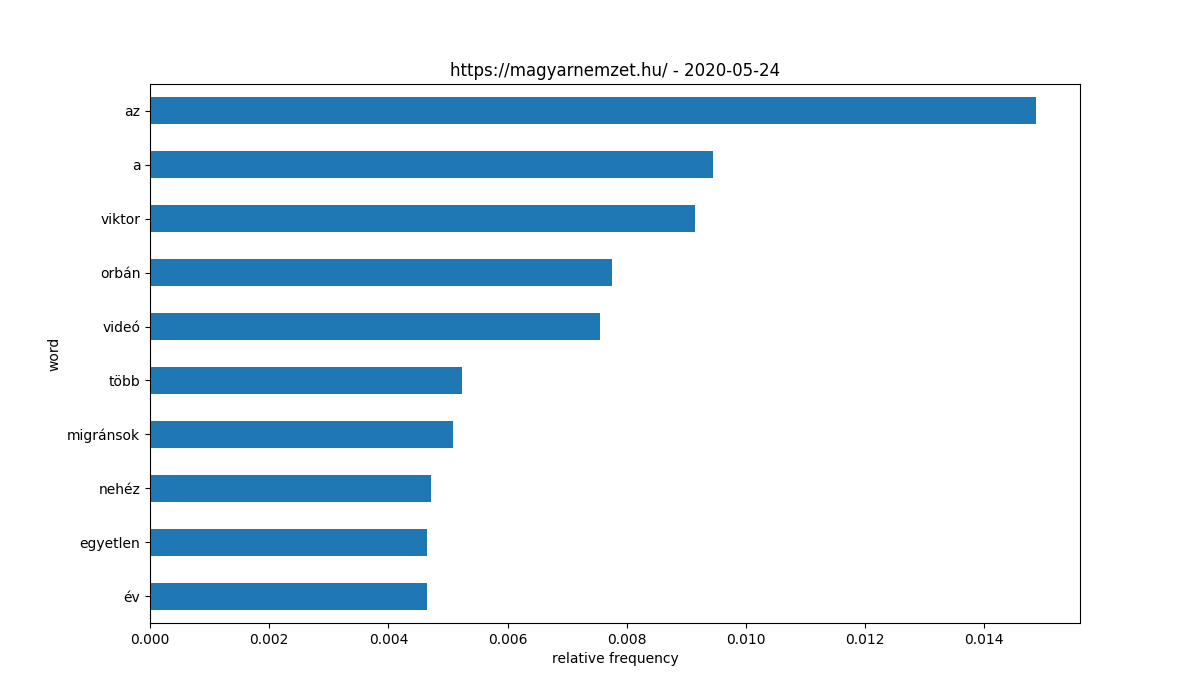 https://magyarnemzet.hu/ - 2020-05-24
az
a
viktor
orbán
videó
több
migránsok
nehéz
egyetlen
év
word
0.000 0.002 0.004 0.006 0.008 0.010 0.012 0.014
relative frequency